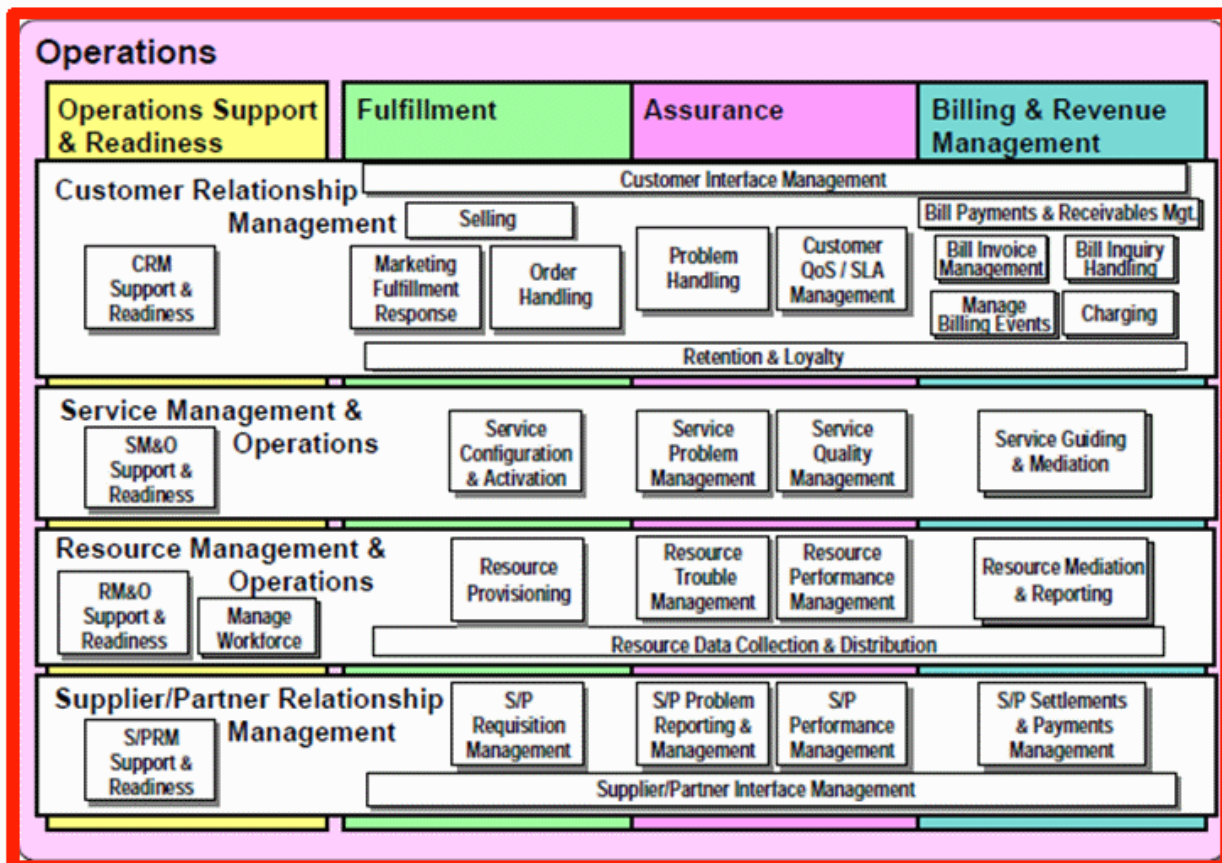 Operations
Operations Support
& Readiness
Fulfillment
Assurance
Billing & Revenue
Management
Customer Relationship
Management
Customer Interface Management
Selling
Bill Payments & Receivables Mgt.
CRM
Support &
Readiness
Marketing
Fulfillment
Response
Order
Handling
Problem
Handling
Customer
QoS / SLA
Management
Bill Invoice
Management
Bill Inquiry
Handling
Manage
Billing Events
Charging
Retention & Loyalty
Service Management &
Operations
SM&O
Support &
Readiness
Service
Configuration
& Activation
Service
Problem
Management
Service
Quality
Management
Service Guiding
& Mediation
Resource Management &
Operations
RM&O
Support &
Readiness
Manage
Workforce
Resource
Provisioning
Resource
Trouble
Management
Resource
Performance
Management
Resource Mediation
& Reporting
Resource Data Collection & Distribution
Supplier/Partner Relationship
Management
S/PRM
Support &
Readiness
S/P
Requisition
Management
S/P Problem
Reporting &
Management
S/P
Performance
Management
S/P Settlements
& Payments
Management
Supplier/Partner Interface Management